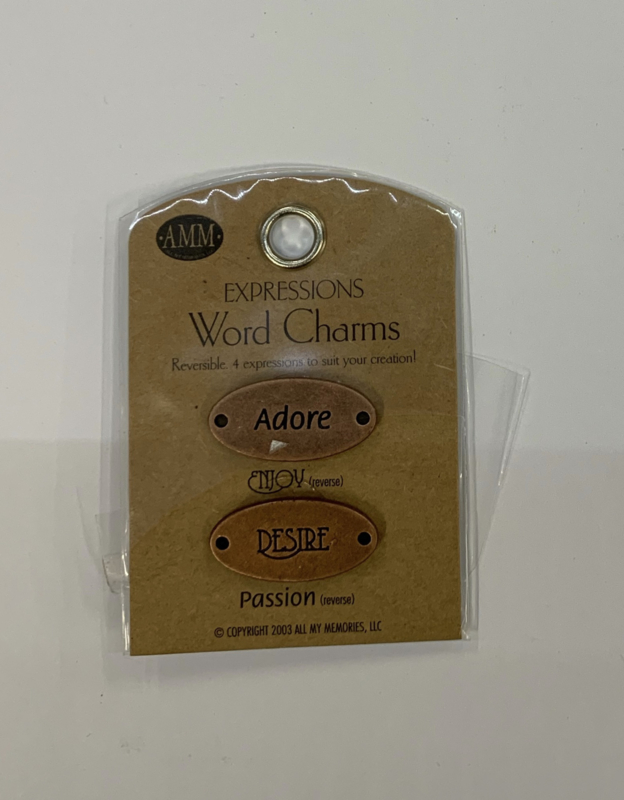 ·AMM·
EXPRESSIONS
Word Charms
Reversible. 4 expressions to suit your creation!
Adore
ENJOY (reverse)
DESIRE
Passion (reverse)
© COPYRIGHT 2003 ALL MY MEMORIES, LLC